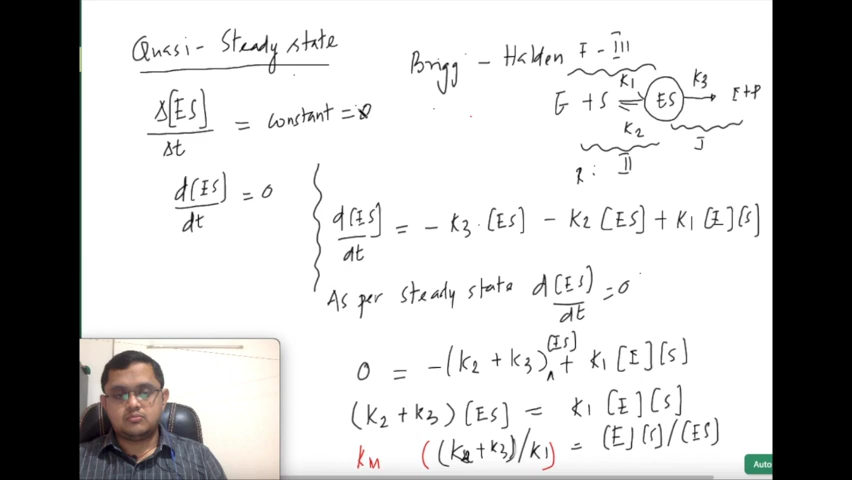 Quasi - Steady state
Δ[ES]
Δt
= constant = 0
d[ES]
dt
= 0
Brigg - Halden
I - III
E + S ⇌ ES → E+P
K1
K2
K3
I
R: II
d[ES]
dt
= - K3 · [ES] - K2 [ES] + K1 [E][S]
As per steady state d[ES]
dt
= 0
0 = -(K2 + K3) [ES] + K1 [E][S]
(K2 + K3) [ES] = K1 [E][S]
KM ((K2 + K3)/K1) = [E][S]/[ES]
Auto